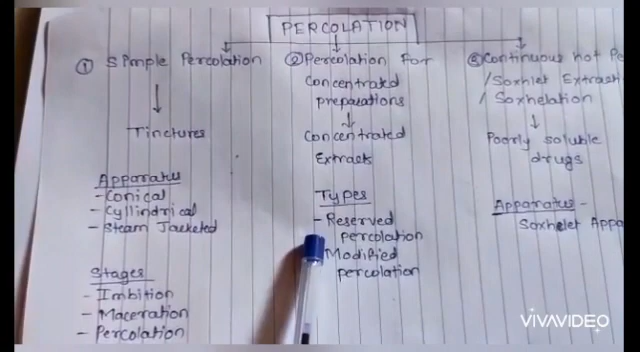 PERCOLATION
① Simple Percolation
Tinctures
Apparatus
- Conical
- Cyllindrical
- Steam Jacketed
Stages
- Imbition
- Maceration
- Percolation
② Percolation For
Concentrated
preparations
Concentrated
Extracts
Types
- Reserved
percolation
Modified
percolation
③ Continuous hot Pe
/ Soxhlet Extract
/ Soxhelation
Poorly soluble
drugs
Apparatus -
Soxhlet Appa
VIVAVIDEO